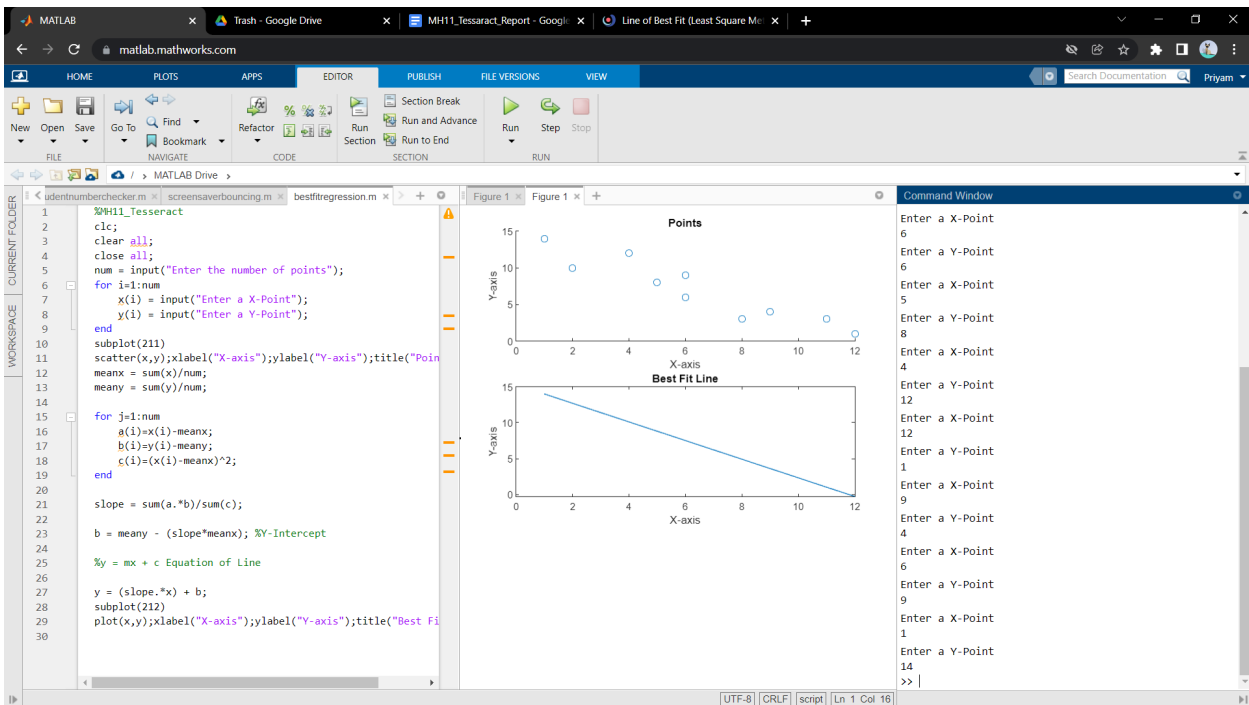 MATLAB
Trash - Google Drive
MH11_Tessaract_Report - Google
Line of Best Fit (Least Square Me
matlab.mathworks.com
HOME PLOTS APPS EDITOR PUBLISH FILE VERSIONS VIEW
Search Documentation
Priyam
New Open Save
Go To
Find
Bookmark
Refactor
Run Section
Section Break
Run and Advance
Run to End
Run Step Stop
FILE NAVIGATE CODE SECTION RUN
/ › MATLAB Drive ›
CURRENT FOLDER
WORKSPACE
udentnumberchecker.m screensaverbouncing.m bestfitregression.m
1 %MH11_Tesseract
2 clc;
3 clear all;
4 close all;
5 num = input("Enter the number of points");
6 for i=1:num
7 x(i) = input("Enter a X-Point");
8 y(i) = input("Enter a Y-Point");
9 end
10 subplot(211)
11 scatter(x,y);xlabel("X-axis");ylabel("Y-axis");title("Poin
12 meanx = sum(x)/num;
13 meany = sum(y)/num;
14
15 for j=1:num
16 a(i)=x(i)-meanx;
17 b(i)=y(i)-meany;
18 c(i)=(x(i)-meanx)^2;
19 end
20
21 slope = sum(a.*b)/sum(c);
22
23 b = meany - (slope*meanx); %Y-Intercept
24
25 %y = mx + c Equation of Line
26
27 y = (slope.*x) + b;
28 subplot(212)
29 plot(x,y);xlabel("X-axis");ylabel("Y-axis");title("Best Fi
30
Figure 1 Figure 1
Points
15
10
5
0
Y-axis
0 2 4 6 8 10 12
X-axis
Best Fit Line
15
10
5
0
Y-axis
0 2 4 6 8 10 12
X-axis
Command Window
Enter a X-Point
6
Enter a Y-Point
6
Enter a X-Point
5
Enter a Y-Point
8
Enter a X-Point
4
Enter a Y-Point
12
Enter a X-Point
12
Enter a Y-Point
1
Enter a X-Point
9
Enter a Y-Point
4
Enter a X-Point
6
Enter a Y-Point
9
Enter a X-Point
1
Enter a Y-Point
14
>>
UTF-8 CRLF script Ln 1 Col 16